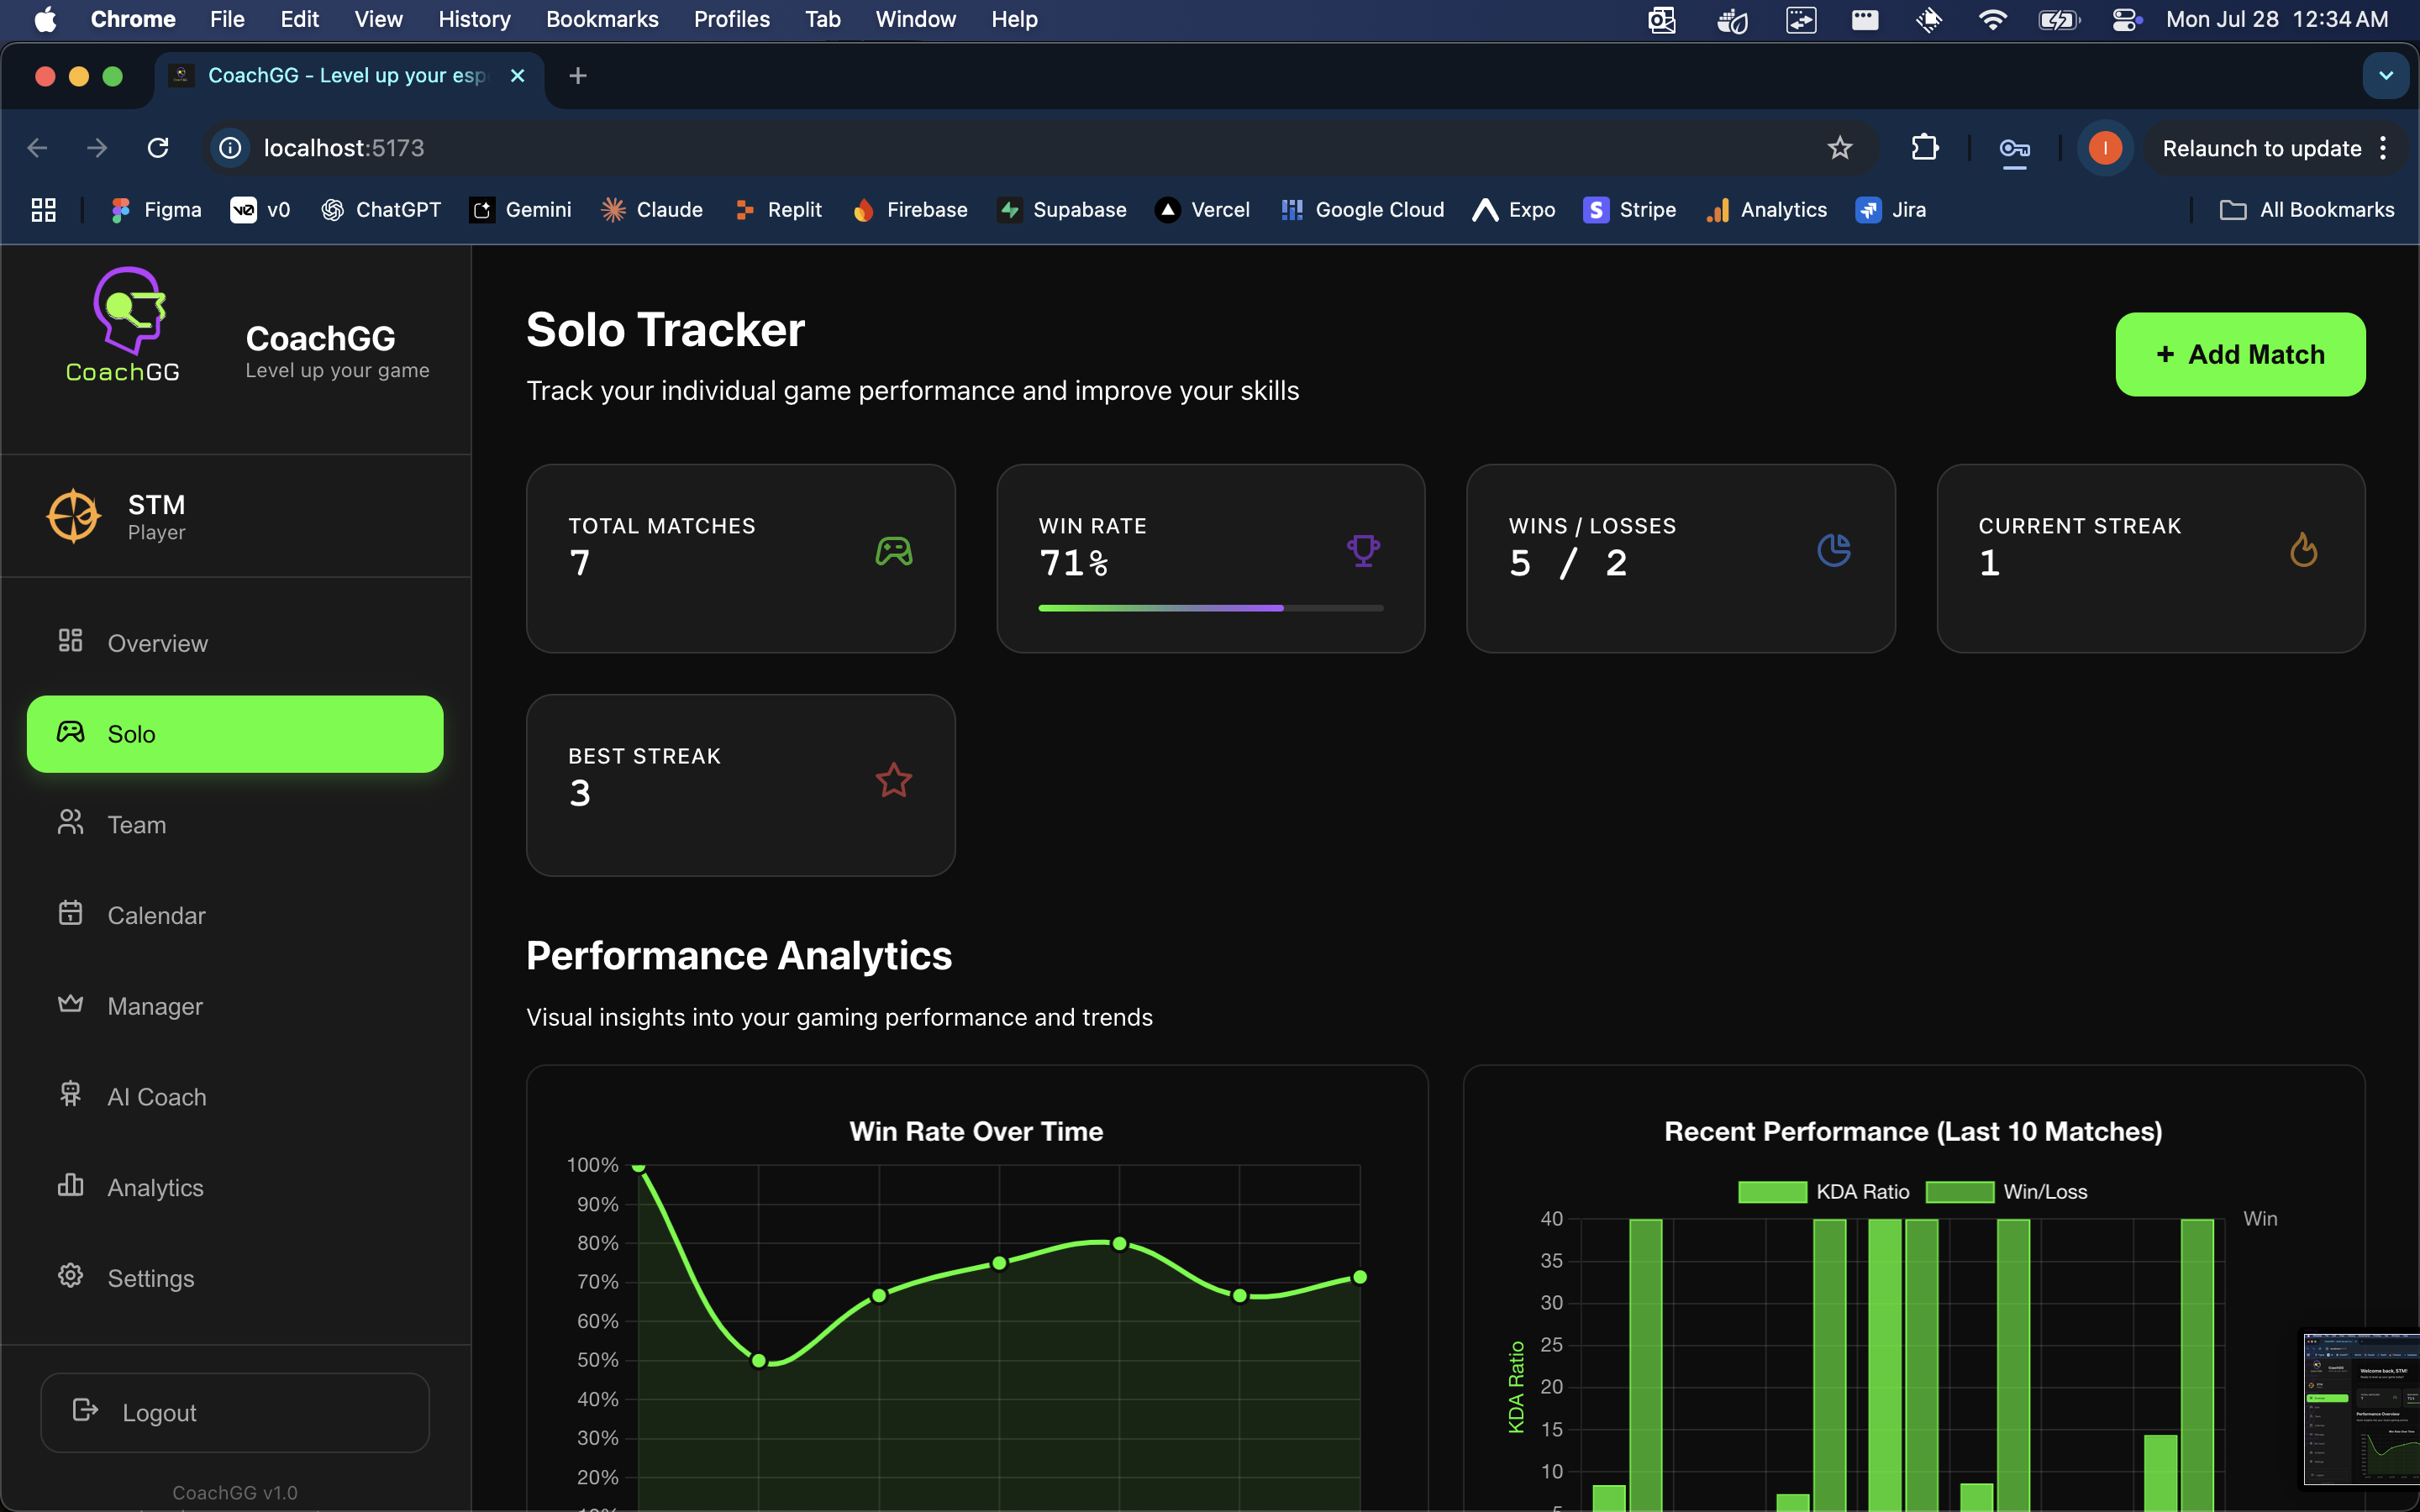 Chrome File Edit View History Bookmarks Profiles Tab Window Help Mon Jul 28 12:34 AM
CoachGG - Level up your esp
localhost:5173
Relaunch to update
Figma v0 ChatGPT Gemini Claude Replit Firebase Supabase Vercel Google Cloud Expo Stripe Analytics Jira All Bookmarks
CoachGG
CoachGG
Level up your game
STM
Player
Overview
Solo
Team
Calendar
Manager
AI Coach
Analytics
Settings
Logout
CoachGG v1.0
Solo Tracker
Track your individual game performance and improve your skills
+ Add Match
TOTAL MATCHES
7
WIN RATE
71%
WINS / LOSSES
5 / 2
CURRENT STREAK
1
BEST STREAK
3
Performance Analytics
Visual insights into your gaming performance and trends
Win Rate Over Time
100%
90%
80%
70%
60%
50%
40%
30%
20%
Recent Performance (Last 10 Matches)
KDA Ratio Win/Loss
40
35
30
25
20
15
10
KDA Ratio
Win